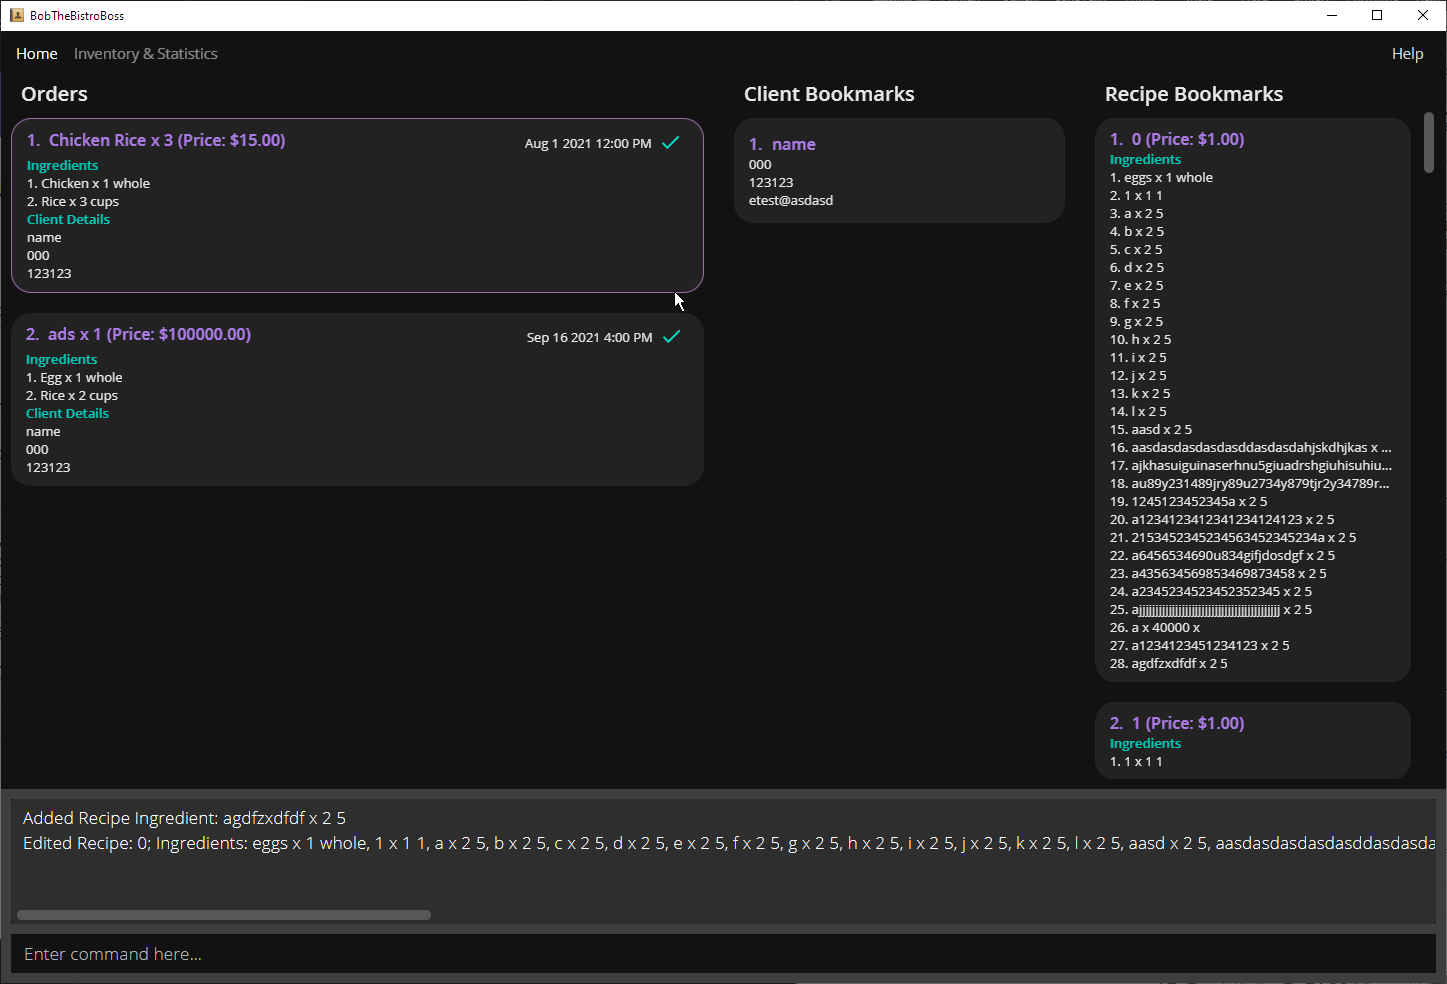 BobTheBistroBoss
Home Inventory & Statistics Help
Orders
1. Chicken Rice x 3 (Price: $15.00)
Aug 1 2021 12:00 PM
Ingredients
1. Chicken x 1 whole
2. Rice x 3 cups
Client Details
name
000
123123
2. ads x 1 (Price: $100000.00)
Sep 16 2021 4:00 PM
Ingredients
1. Egg x 1 whole
2. Rice x 2 cups
Client Details
name
000
123123
Client Bookmarks
1. name
000
123123
etest@asdasd
Recipe Bookmarks
1. 0 (Price: $1.00)
Ingredients
1. eggs x 1 whole
2. 1 x 1 1
3. a x 2 5
4. b x 2 5
5. c x 2 5
6. d x 2 5
7. e x 2 5
8. f x 2 5
9. g x 2 5
10. h x 2 5
11. i x 2 5
12. j x 2 5
13. k x 2 5
14. l x 2 5
15. aasd x 2 5
16. aasdasdasdasdasddasdasdahjskdhjkas x ...
17. ajkhasuiguinaserhnu5giuadrshgiuhisuhiu...
18. au89y231489jry89u2734y879tjr2y34789r...
19. 1245123452345a x 2 5
20. a1234123412341234124123 x 2 5
21. 2153452345234563452345234a x 2 5
22. a6456534690u834gifjdosdgf x 2 5
23. a435634569853469873458 x 2 5
24. a2345234523452352345 x 2 5
25. x 2 5
26. a x 40000 x
27. a1234123451234123 x 2 5
28. agdfzxdfdf x 2 5
2. 1 (Price: $1.00)
Ingredients
1. 1 x 1 1
Added Recipe Ingredient: agdfzxdfdf x 2 5
Edited Recipe: 0; Ingredients: eggs x 1 whole, 1 x 1 1, a x 2 5, b x 2 5, c x 2 5, d x 2 5, e x 2 5, f x 2 5, g x 2 5, h x 2 5, i x 2 5, j x 2 5, k x 2 5, l x 2 5, aasd x 2 5, aasdasdasdasdasddasdasda
Enter command here...